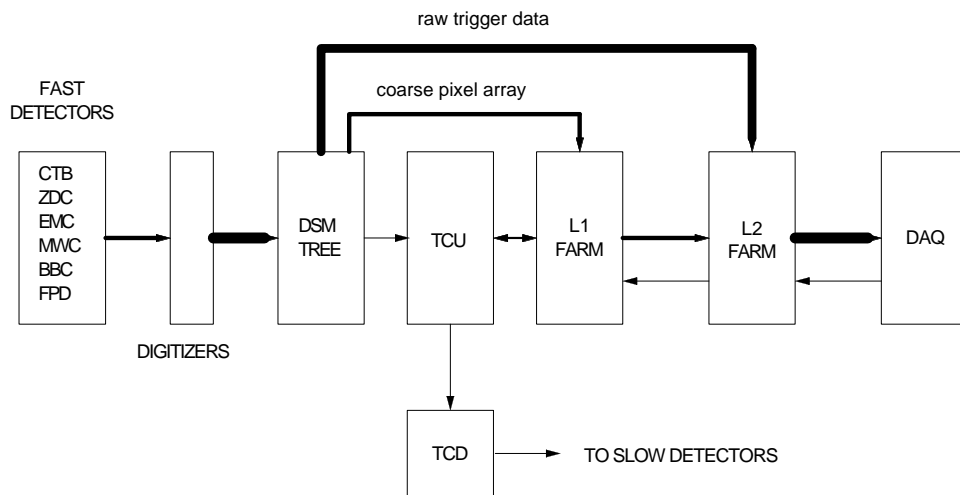 raw trigger data
coarse pixel array
FAST
DETECTORS
CTB
ZDC
EMC
MWC
BBC
FPD
DIGITIZERS
DSM
TREE
TCU
L1
FARM
L2
FARM
DAQ
TCD
TO SLOW DETECTORS